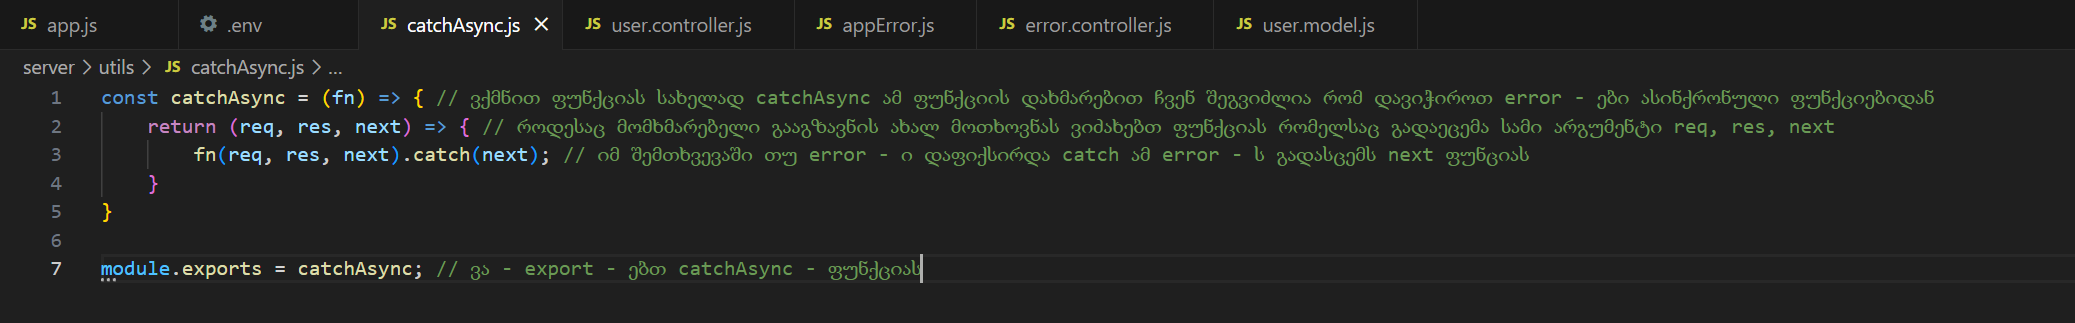 JS app.js .env JS catchAsync.js × JS user.controller.js JS appError.js JS error.controller.js JS user.model.js
server > utils > JS catchAsync.js > ...
1 const catchAsync = (fn) => { // ვქმნით ფუნქციას სახელად catchAsync ამ ფუნქციის დახმარებით ჩვენ შეგვიძლია რომ დავიჭიროთ error - ები ასინქრონული ფუნქციებიდან
2 return (req, res, next) => { // როდესაც მომხმარებელი გააგზავნის ახალ მოთხოვნას ვიძახებთ ფუნქციას რომელსაც გადაეცემა სამი არგუმენტი req, res, next
3 fn(req, res, next).catch(next); // იმ შემთხვევაში თუ error - ი დაფიქსირდა catch ამ error - ს გადასცემს next ფუნციას
4 }
5 }
6
7 module.exports = catchAsync; // ვა - export - ებთ catchAsync - ფუნქციას